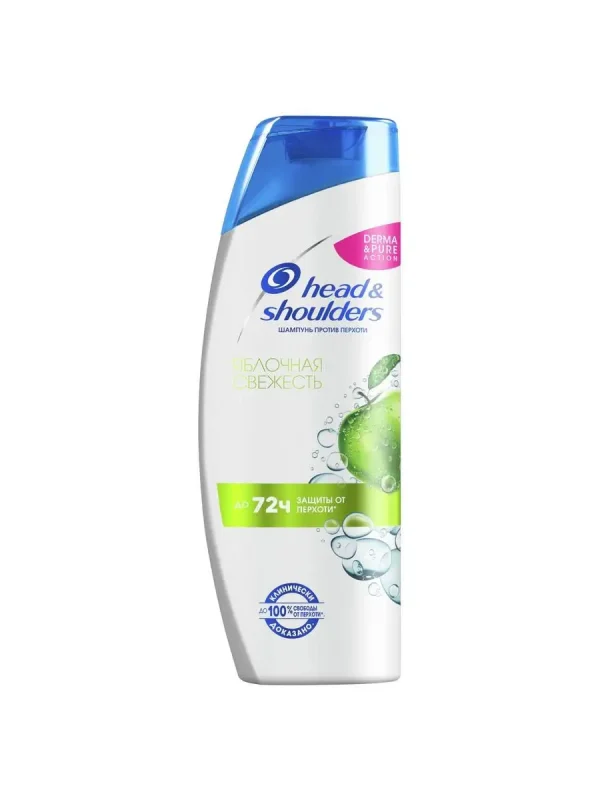 DERMA
& PURE
ACTION
head &
shoulders
ШАМПУНЬ ПРОТИВ ПЕРХОТИ
ЯБЛОЧНАЯ
СВЕЖЕСТЬ
ДО 72Ч ЗАЩИТЫ ОТ
ПЕРХОТИ*
КЛИНИЧЕСКИ
ДО 100% СВОБОДЫ
ОТ ПЕРХОТИ*
ДОКАЗАНО.